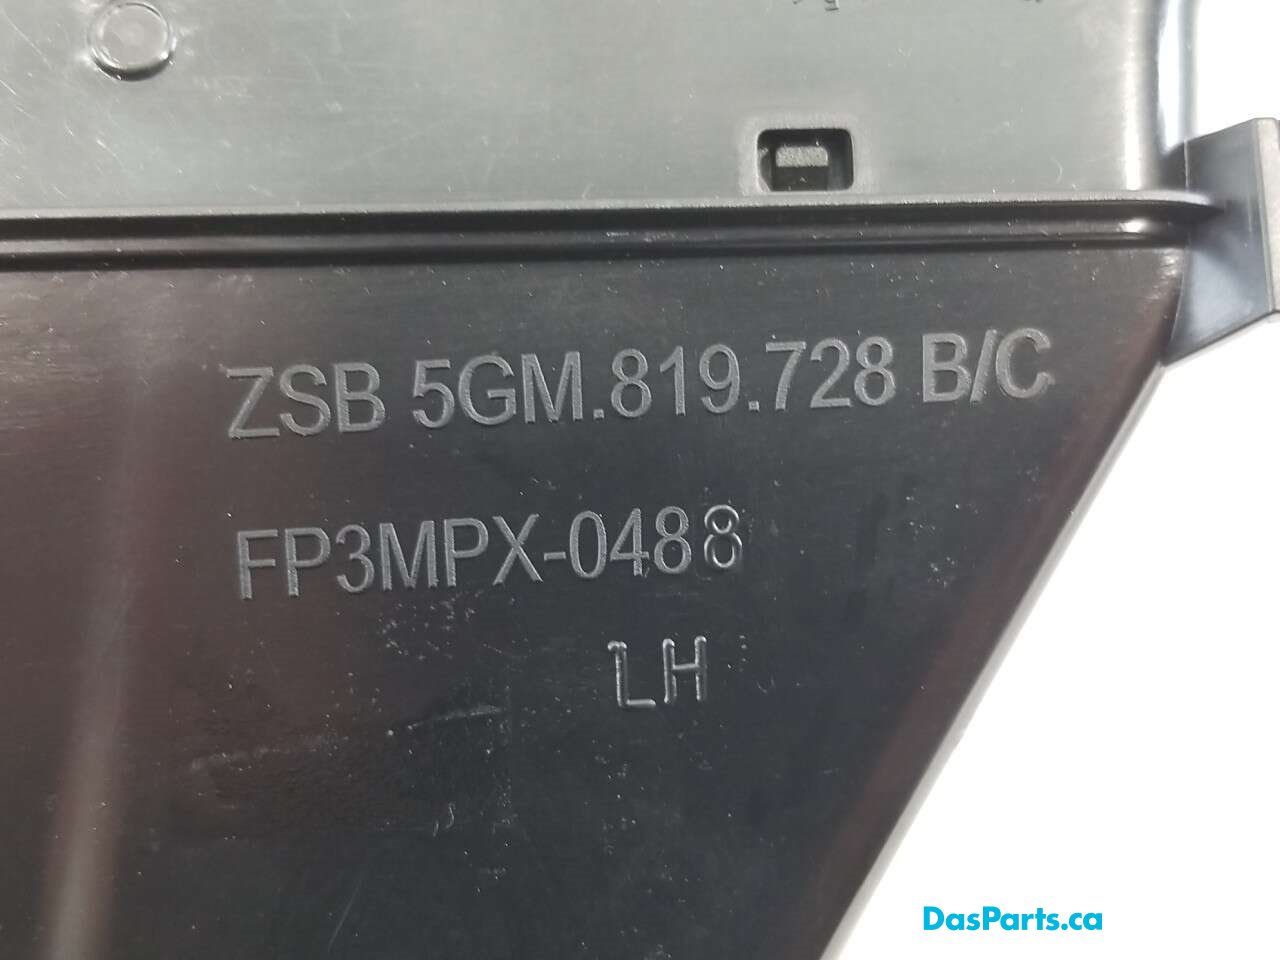 ZSB 5GM.819.728 B/C
FP3MPX-0488
LH
DasParts.ca